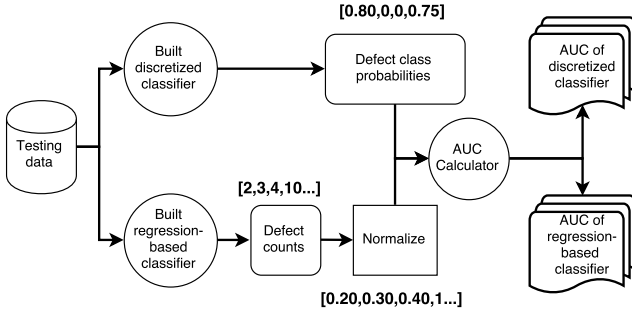 [0.80,0,0,0.75]
Built
discretized
classifier
Defect class
probabilities
AUC of
discretized
classifier
Testing
data
AUC
Calculator
[2,3,4,10...]
Built
regression-
based
classifier
Defect
counts
Normalize
AUC of
regression-
based
classifier
[0.20,0.30,0.40,1...]